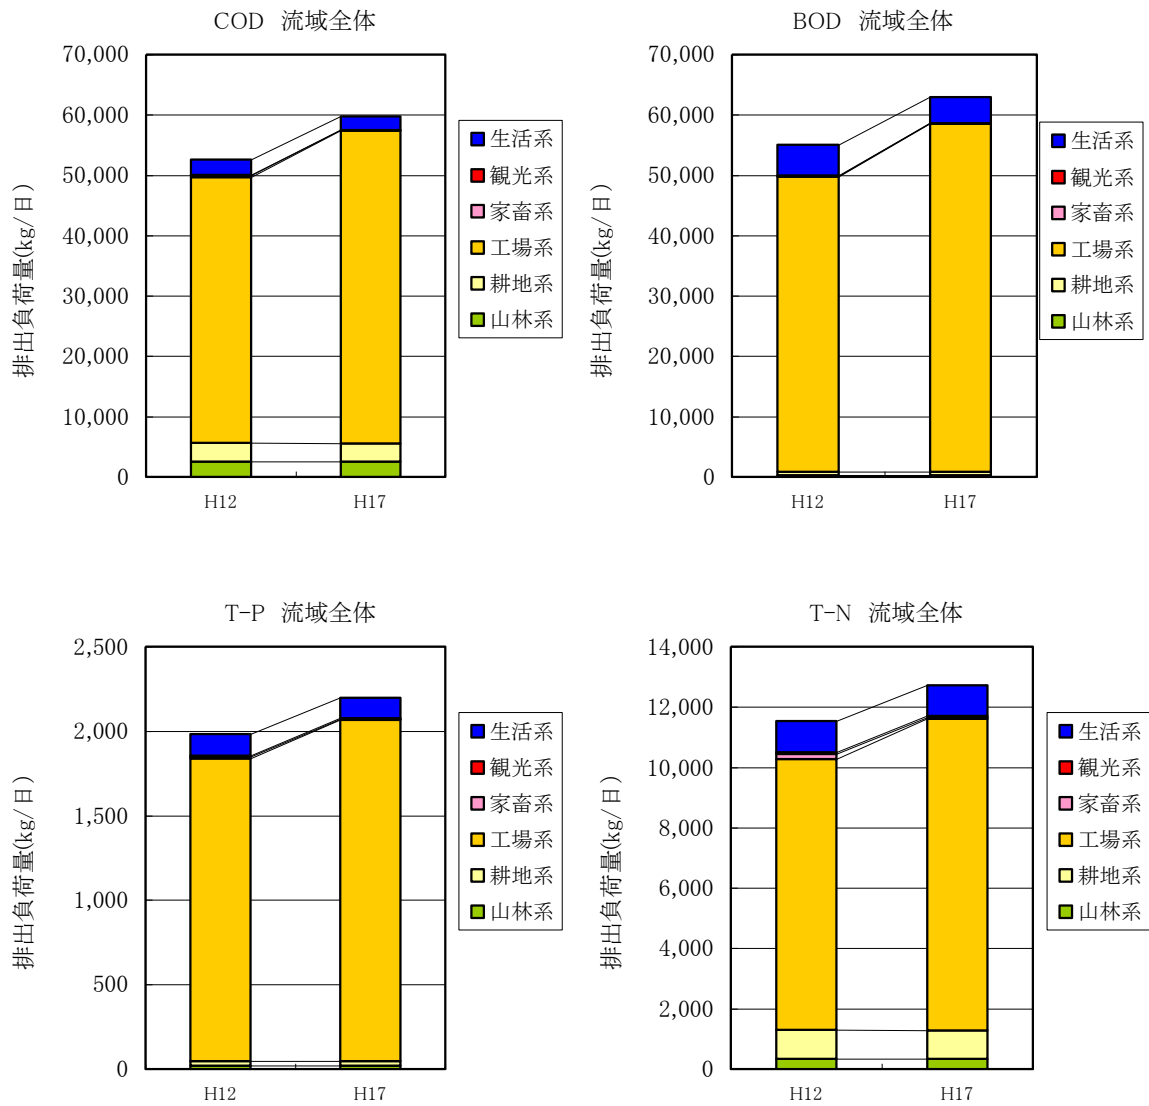 COD 流域全体
70,000
60,000
50,000
40,000
30,000
20,000
10,000
0
排出負荷量(kg/日)
H12
H17
生活系
観光系
家畜系
工場系
耕地系
山林系
BOD 流域全体
70,000
60,000
50,000
40,000
30,000
20,000
10,000
0
排出負荷量(kg/日)
H12
H17
生活系
観光系
家畜系
工場系
耕地系
山林系
T-P 流域全体
2,500
2,000
1,500
1,000
500
0
排出負荷量(kg/日)
H12
H17
生活系
観光系
家畜系
工場系
耕地系
山林系
T-N 流域全体
14,000
12,000
10,000
8,000
6,000
4,000
2,000
0
排出負荷量(kg/日)
H12
H17
生活系
観光系
家畜系
工場系
耕地系
山林系